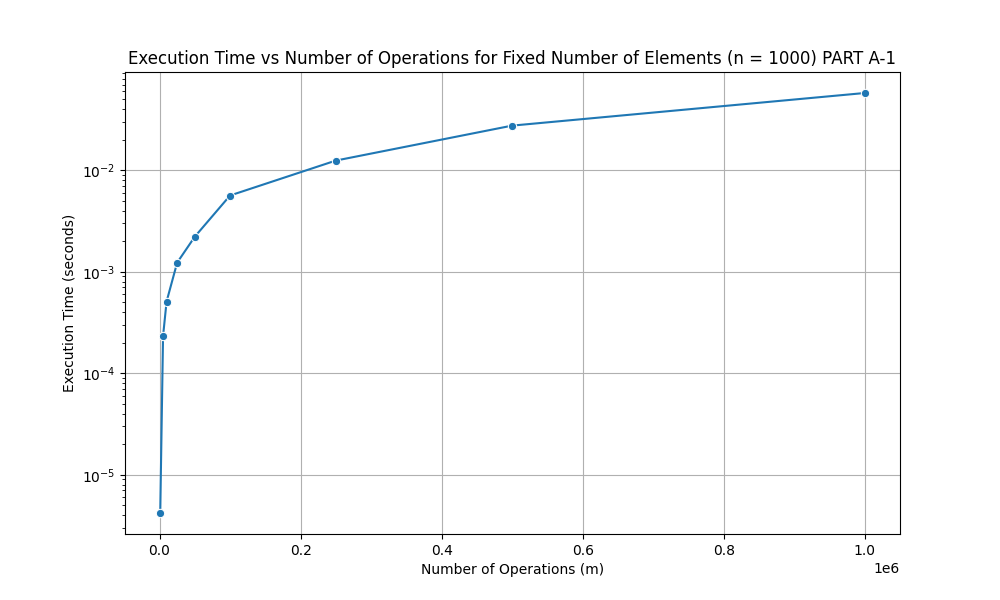 Execution Time vs Number of Operations for Fixed Number of Elements (n = 1000) PART A-1
Execution Time (seconds)
10⁻²
10⁻³
10⁻⁴
10⁻⁵
0.0 0.2 0.4 0.6 0.8 1.0
1e6
Number of Operations (m)